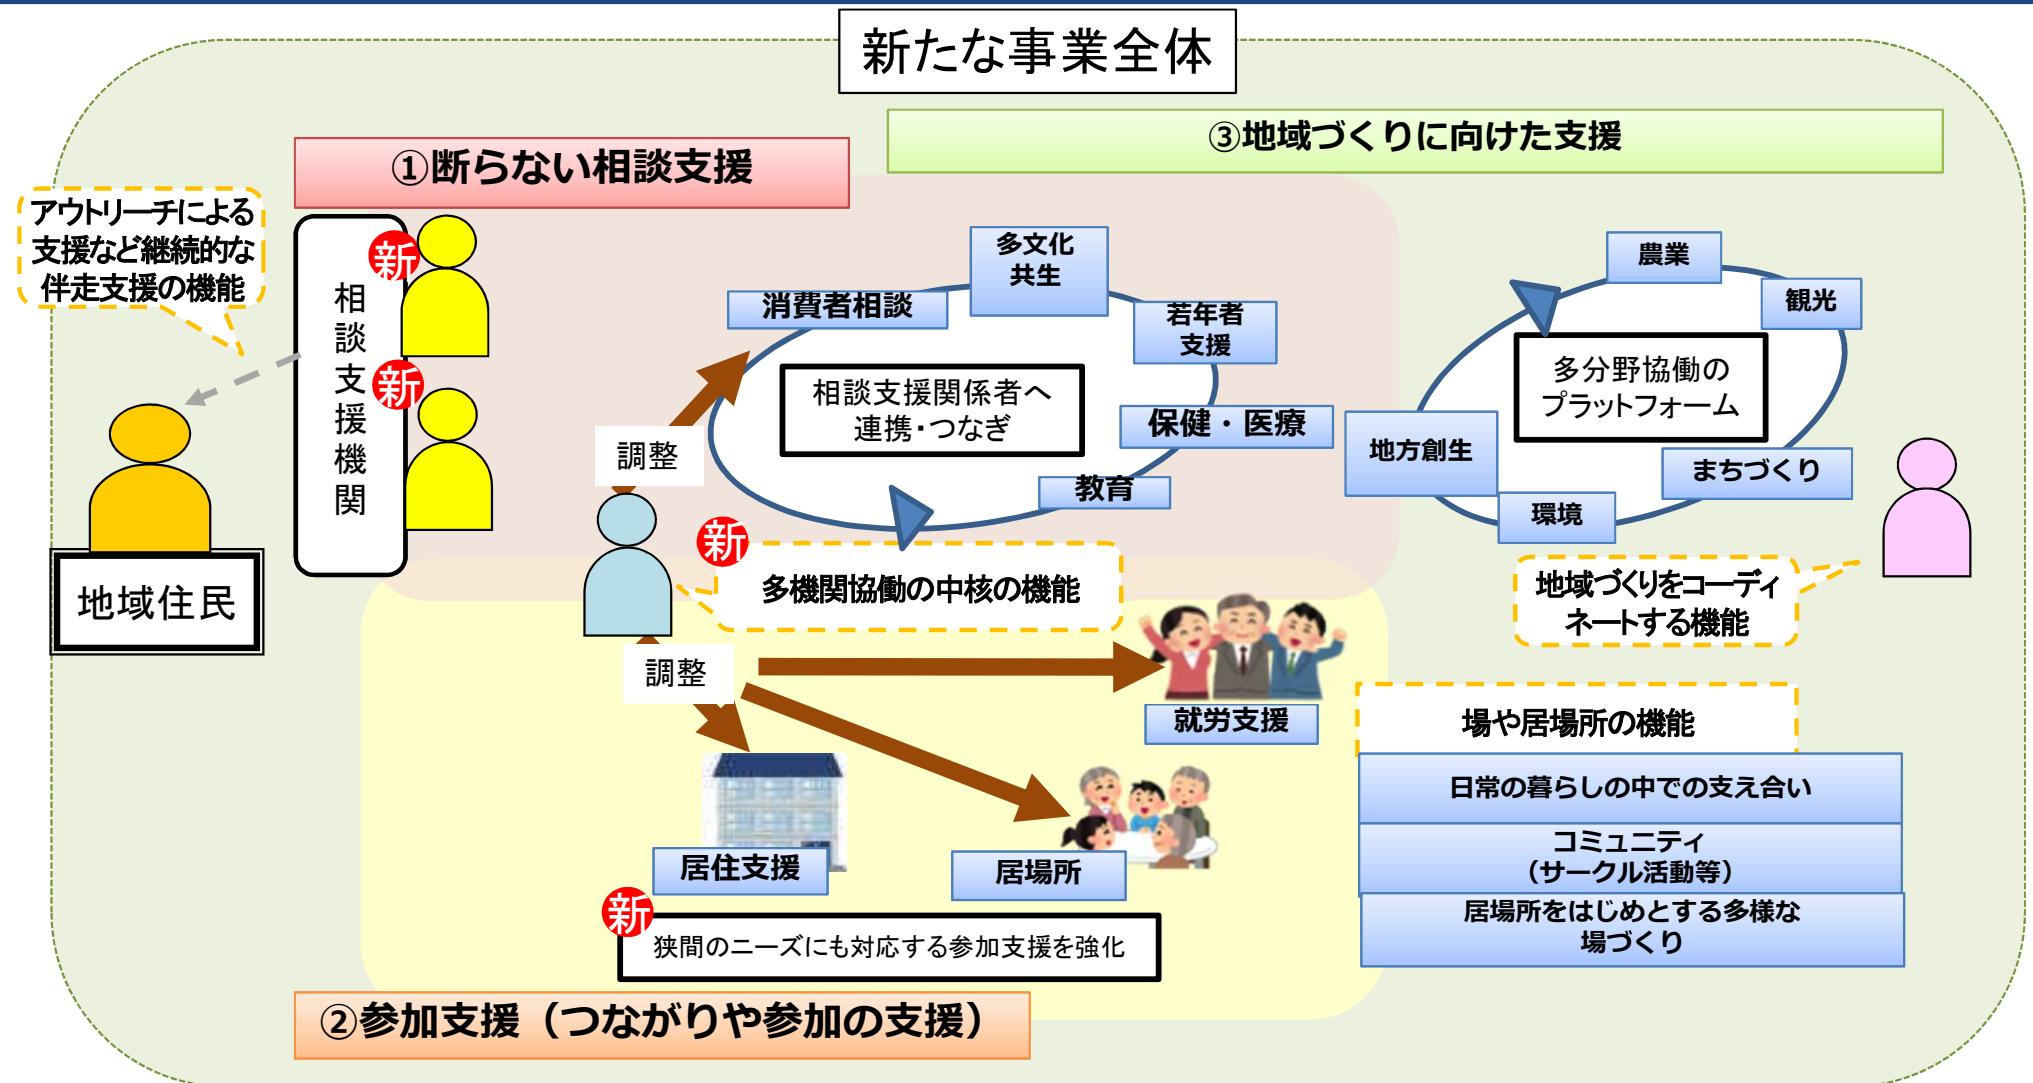 新たな事業全体
③地域づくりに向けた支援
①断らない相談支援
アウトリーチによる
支援など継続的な
伴走支援の機能
新
新
相談支援機関
地域住民
多文化
共生
消費者相談
若年者
支援
相談支援関係者へ
連携・つなぎ
保健・医療
教育
調整
新
多機関協働の中核の機能
農業
観光
多分野協働の
プラットフォーム
地方創生
まちづくり
環境
地域づくりをコーディ
ネートする機能
調整
就労支援
居住支援
居場所
新
狭間のニーズにも対応する参加支援を強化
②参加支援（つながりや参加の支援）
場や居場所の機能
日常の暮らしの中での支え合い
コミュニティ
（サークル活動等）
居場所をはじめとする多様な
場づくり